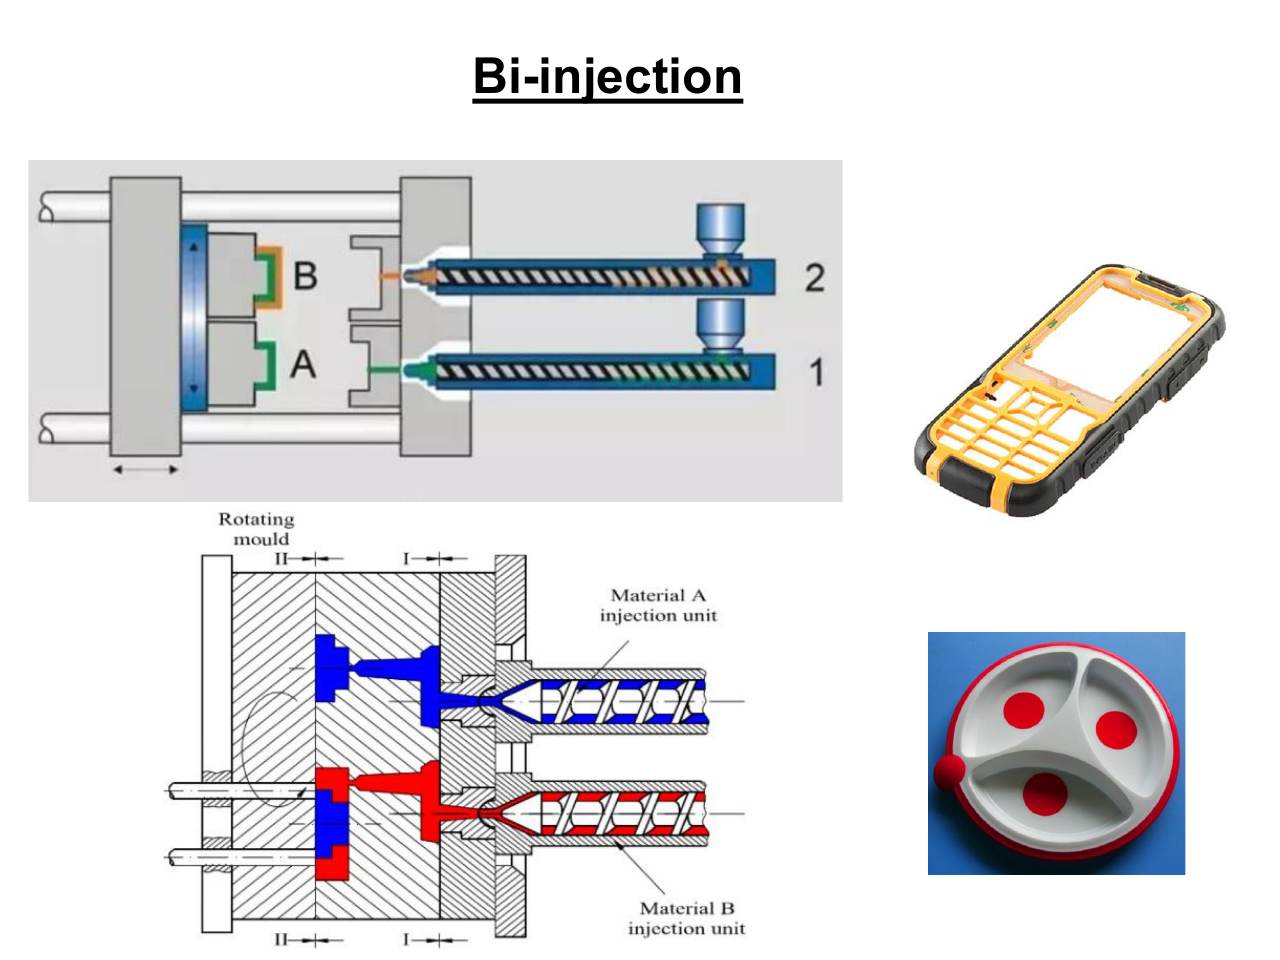 Bi-injection
B
2
A
1
Rotating
mould
II
I
Material A
injection unit
Material B
injection unit
II
I